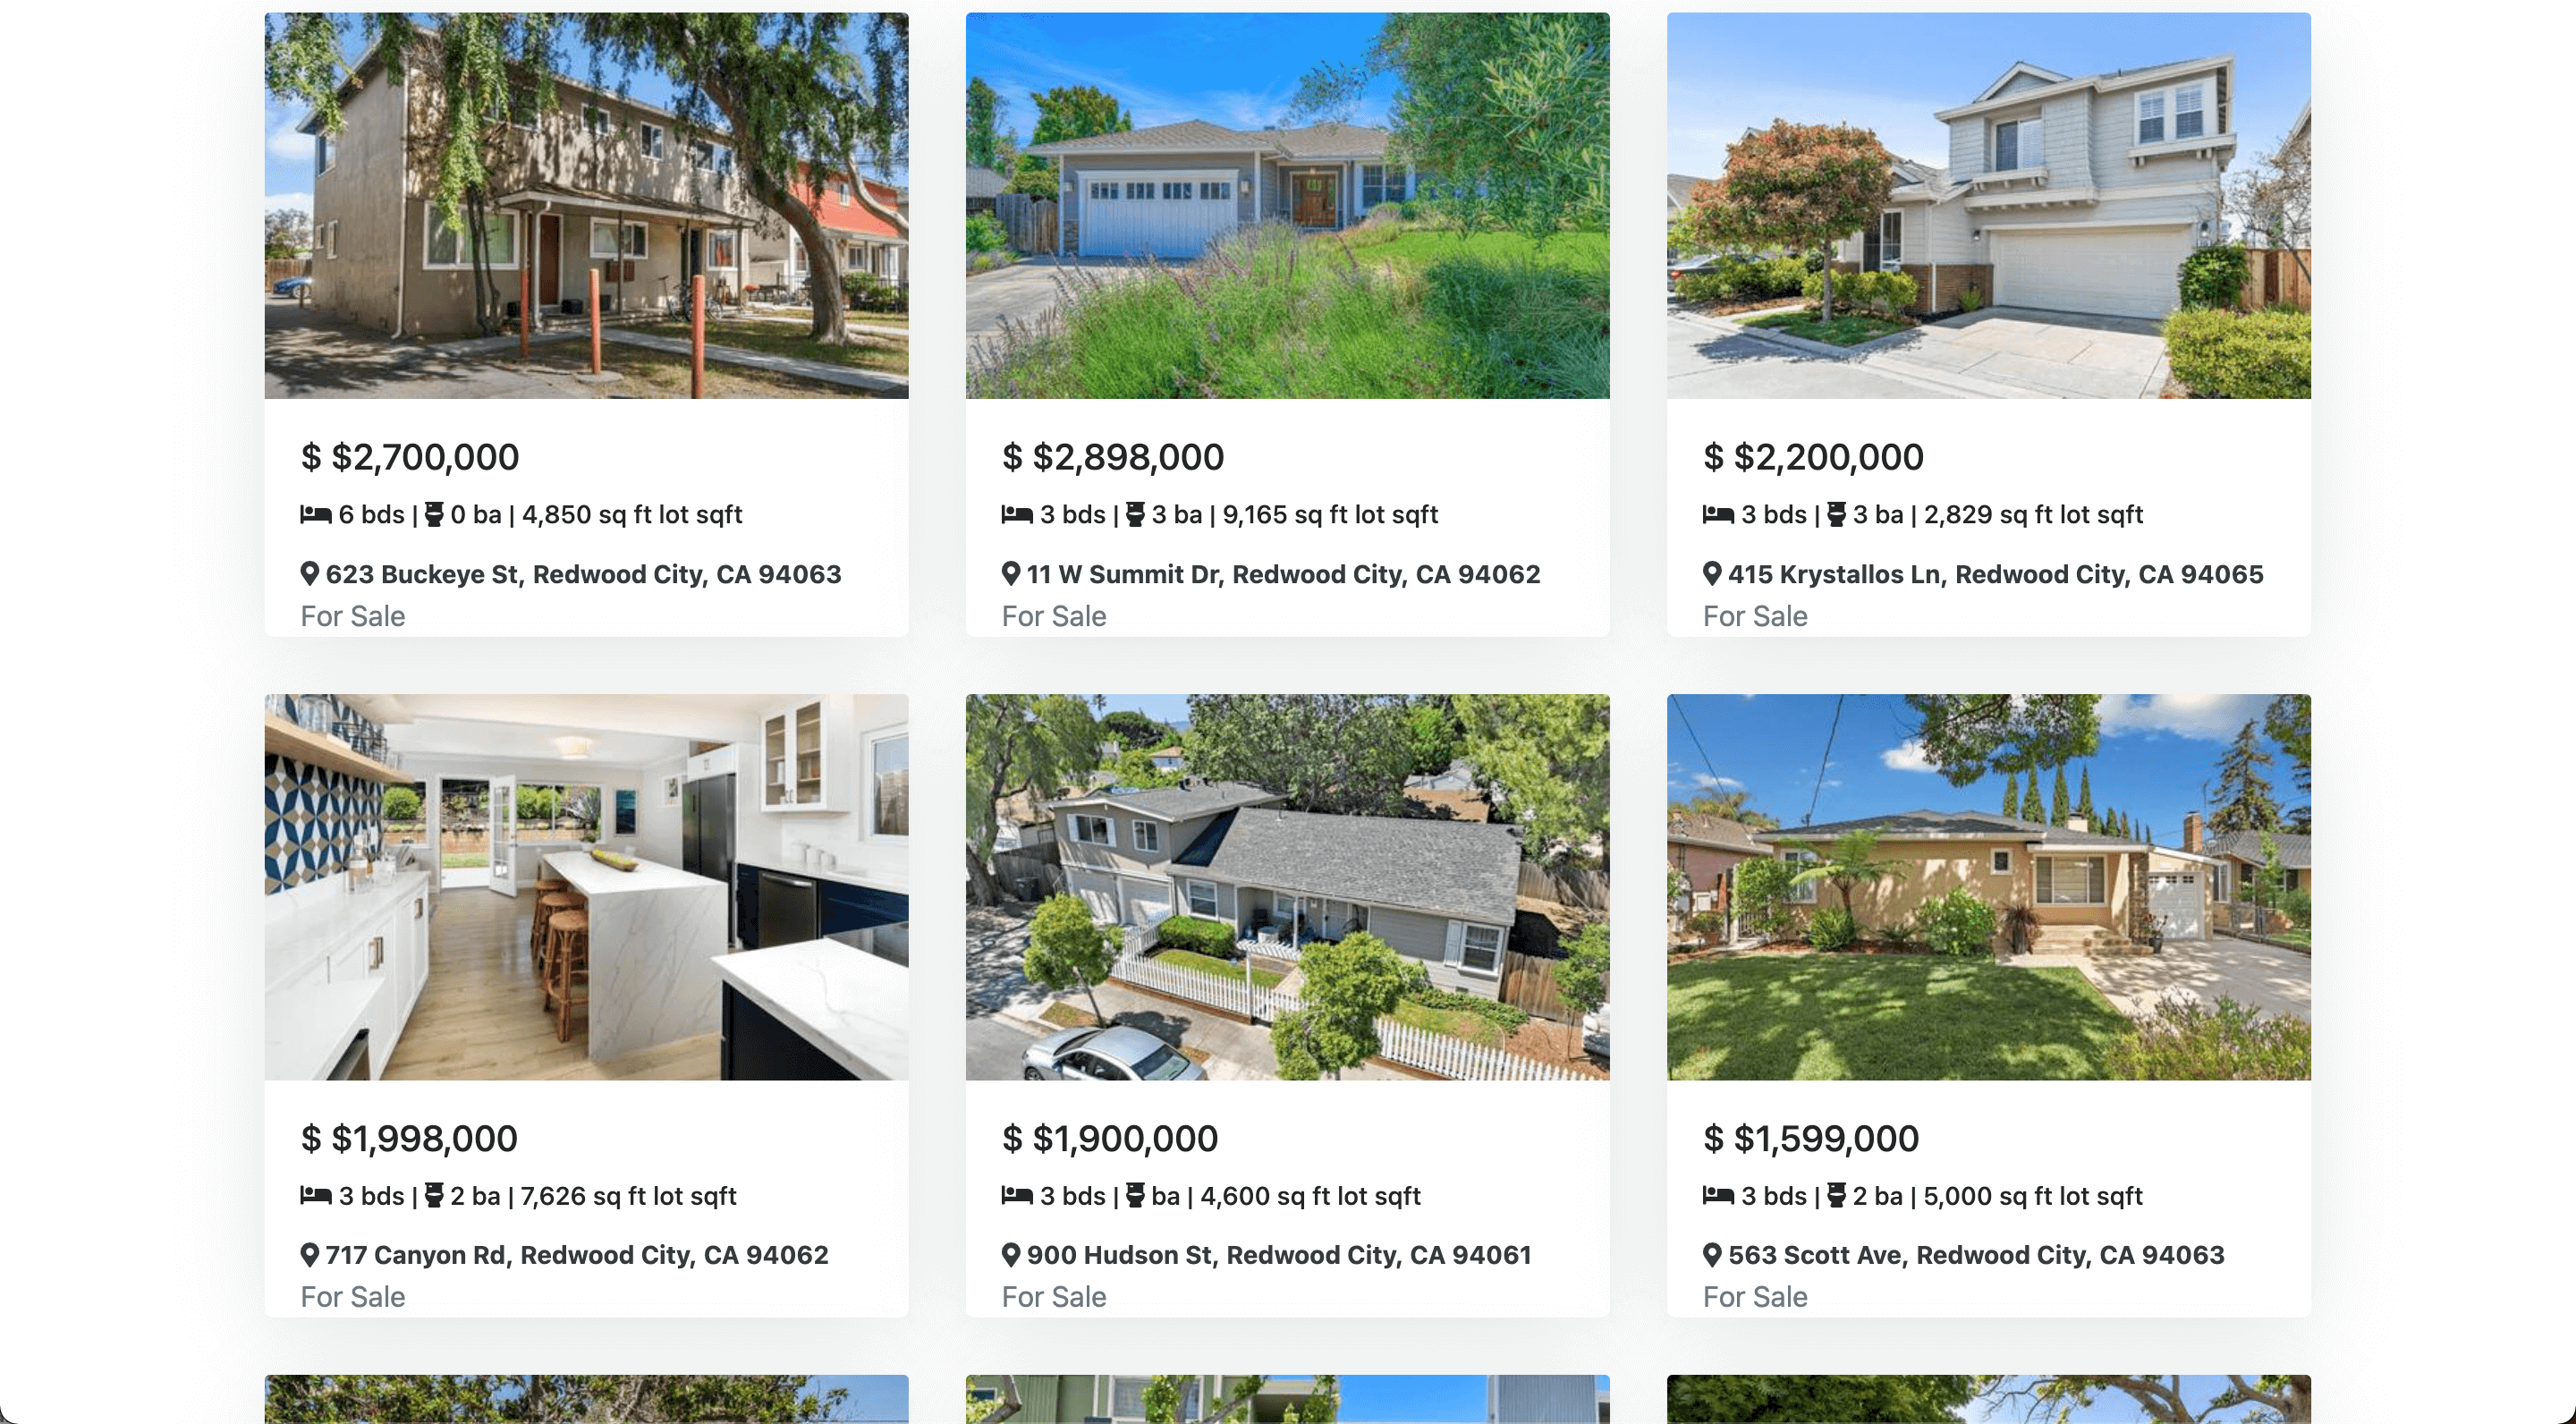 $ $2,700,000
6 bds | 0 ba | 4,850 sq ft lot sqft
623 Buckeye St, Redwood City, CA 94063
For Sale
$ $2,898,000
3 bds | 3 ba | 9,165 sq ft lot sqft
11 W Summit Dr, Redwood City, CA 94062
For Sale
$ $2,200,000
3 bds | 3 ba | 2,829 sq ft lot sqft
415 Krystallos Ln, Redwood City, CA 94065
For Sale
$ $1,998,000
3 bds | 2 ba | 7,626 sq ft lot sqft
717 Canyon Rd, Redwood City, CA 94062
For Sale
$ $1,900,000
3 bds | ba | 4,600 sq ft lot sqft
900 Hudson St, Redwood City, CA 94061
For Sale
$ $1,599,000
3 bds | 2 ba | 5,000 sq ft lot sqft
563 Scott Ave, Redwood City, CA 94063
For Sale